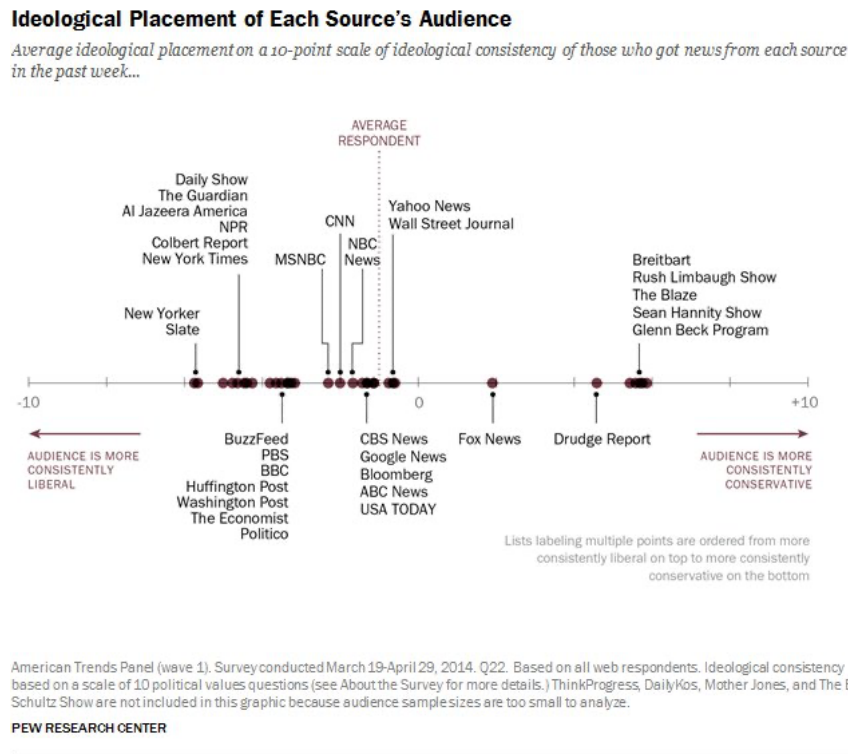 Ideological Placement of Each Source's Audience
Average ideological placement on a 10-point scale of ideological consistency of those who got news from each source
in the past week...
AVERAGE
RESPONDENT
Daily Show
The Guardian
Al Jazeera America
NPR
Colbert Report
New York Times
New Yorker
Slate
MSNBC
CNN
NBC
News
Yahoo News
Wall Street Journal
Breitbart
Rush Limbaugh Show
The Blaze
Sean Hannity Show
Glenn Beck Program
-10
0
+10
AUDIENCE IS MORE
CONSISTENTLY
LIBERAL
BuzzFeed
PBS
BBC
Huffington Post
Washington Post
The Economist
Politico
CBS News
Google News
Bloomberg
ABC News
USA TODAY
Fox News
Drudge Report
AUDIENCE IS MORE
CONSISTENTLY
CONSERVATIVE
Lists labeling multiple points are ordered from more
consistently liberal on top to more consistently
conservative on the bottom
American Trends Panel (wave 1). Survey conducted March 19-April 29, 2014. Q22. Based on all web respondents. Ideological consistency
based on a scale of 10 political values questions (see About the Survey for more details.) ThinkProgress, DailyKos, Mother Jones, and The
Schultz Show are not included in this graphic because audience sample sizes are too small to analyze.
PEW RESEARCH CENTER